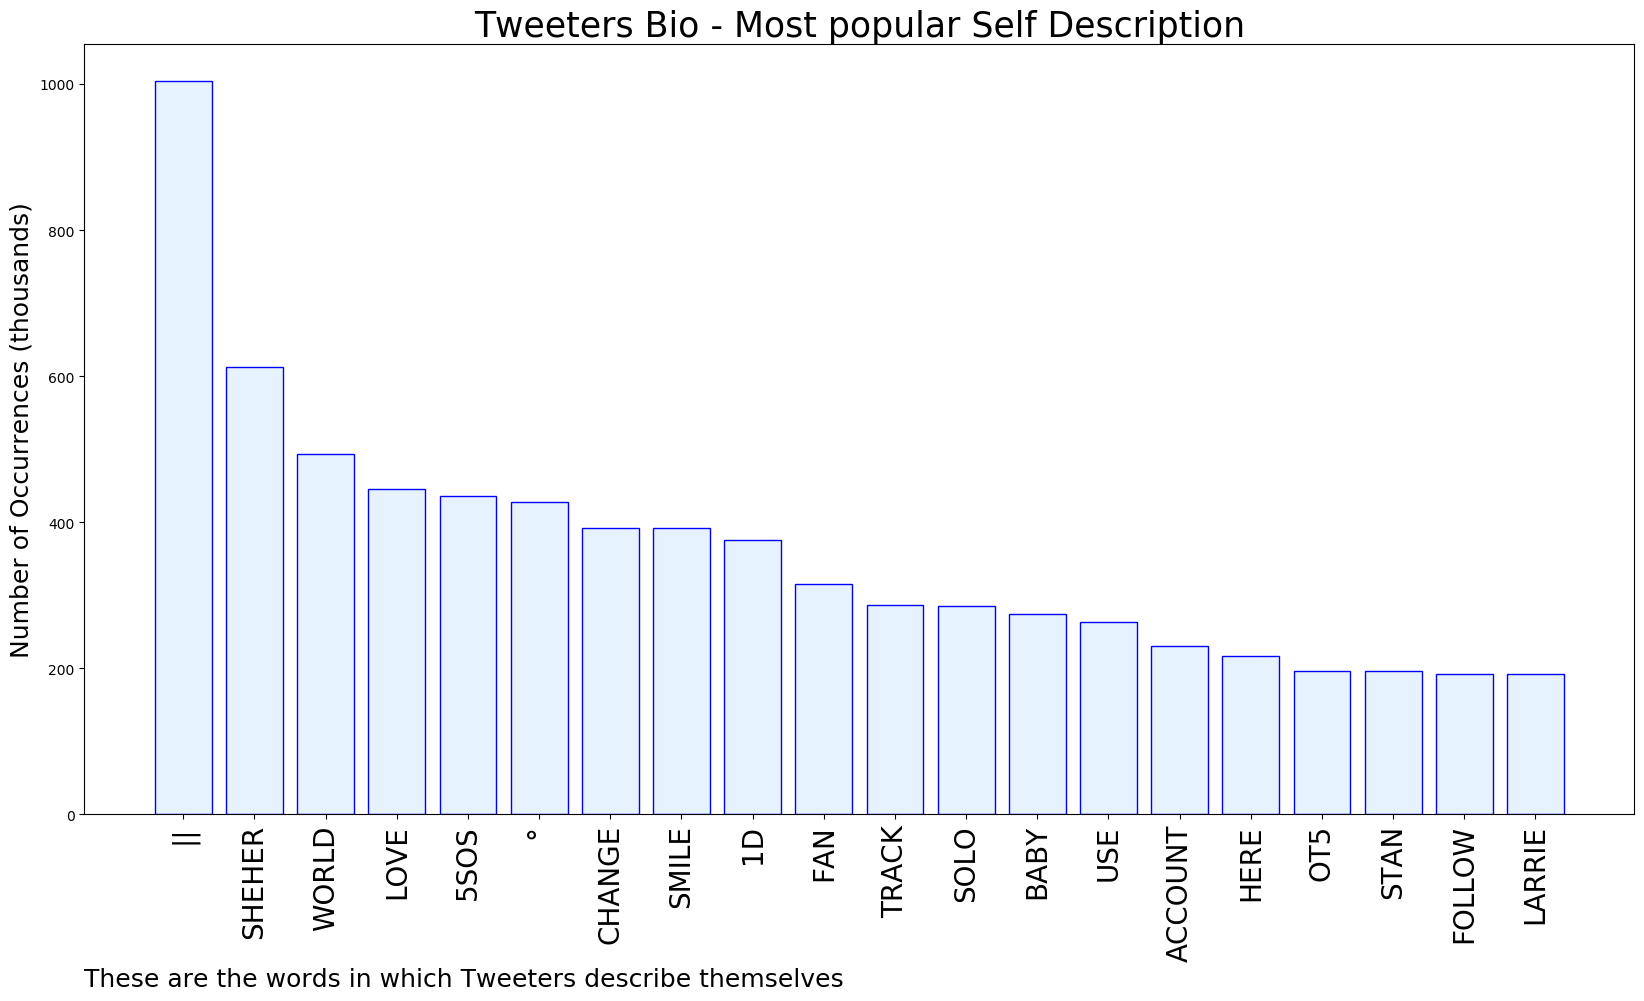 Tweeters Bio - Most popular Self Description
Number of Occurrences (thousands)
1000
800
600
400
200
0
||
SHEHER
WORLD
LOVE
5SOS
°
CHANGE
SMILE
1D
FAN
TRACK
SOLO
BABY
USE
ACCOUNT
HERE
OT5
STAN
FOLLOW
LARRIE
These are the words in which Tweeters describe themselves